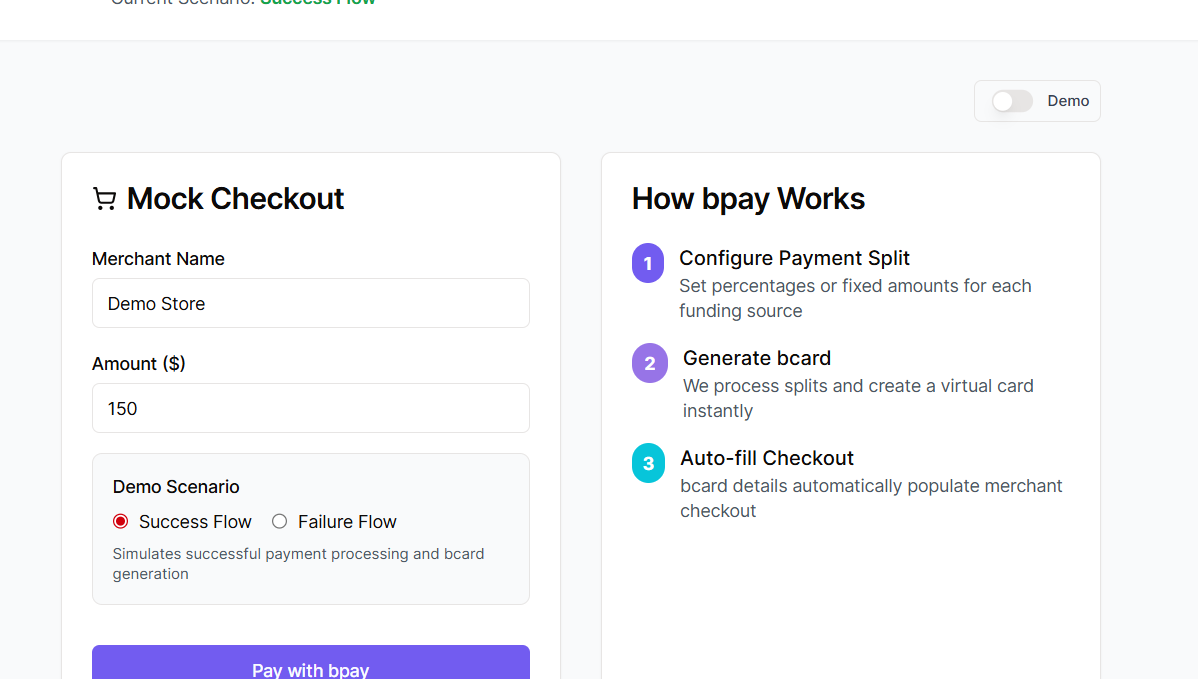 Current Scenario: Success Flow
Demo
Mock Checkout
Merchant Name
Demo Store
Amount ($)
150
Demo Scenario
Success Flow
Failure Flow
Simulates successful payment processing and bcard
generation
Pay with bpay
How bpay Works
1
Configure Payment Split
Set percentages or fixed amounts for each
funding source
2
Generate bcard
We process splits and create a virtual card
instantly
3
Auto-fill Checkout
bcard details automatically populate merchant
checkout